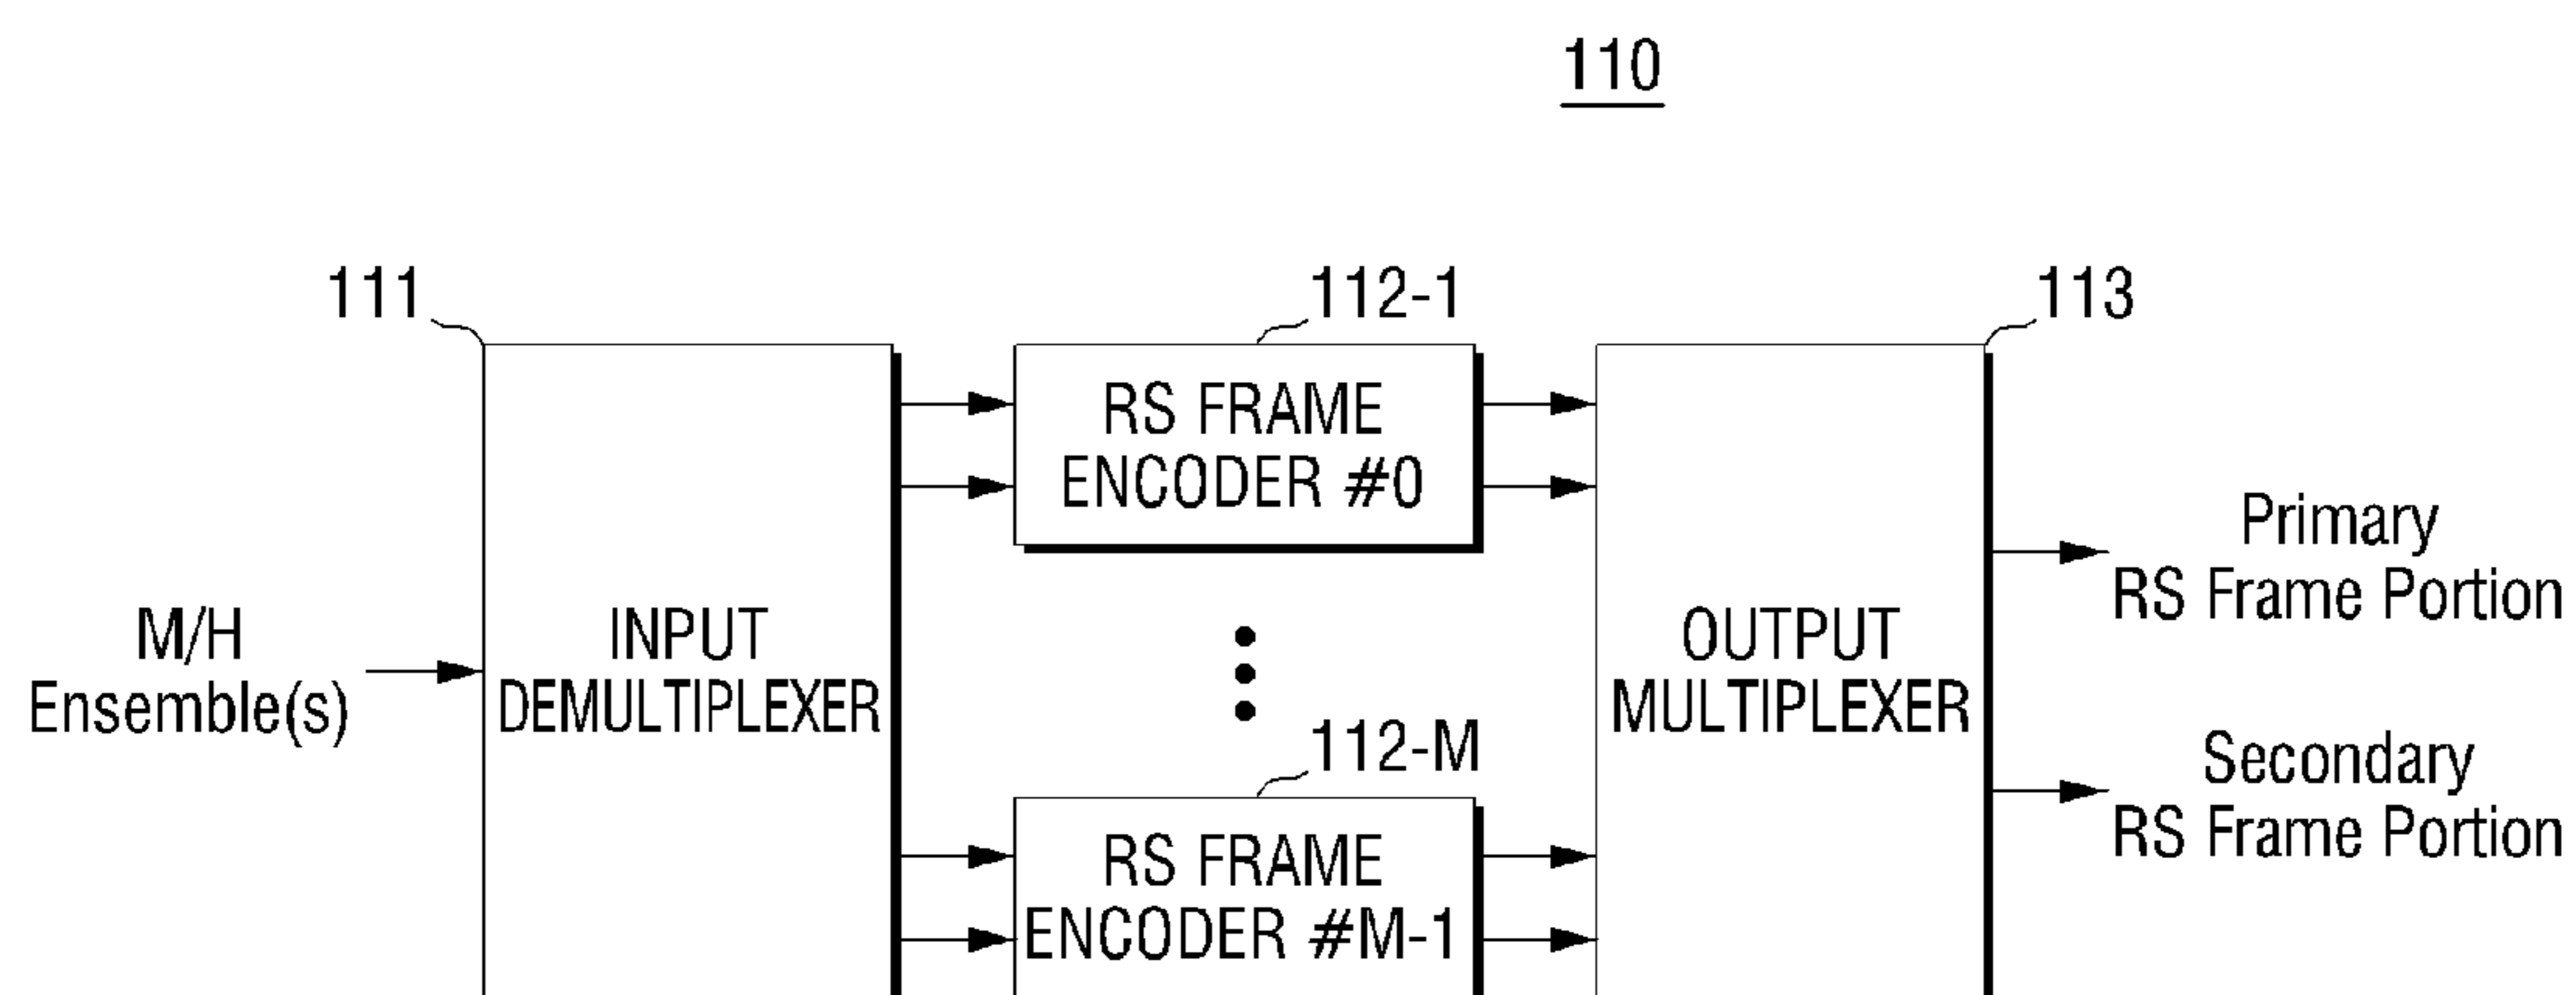 110
111
112-1
113
RS FRAME
ENCODER #0
Primary
RS Frame Portion
M/H
Ensemble(s)
INPUT
DEMULTIPLEXER
OUTPUT
MULTIPLEXER
112-M
Secondary
RS Frame Portion
RS FRAME
ENCODER #M-1